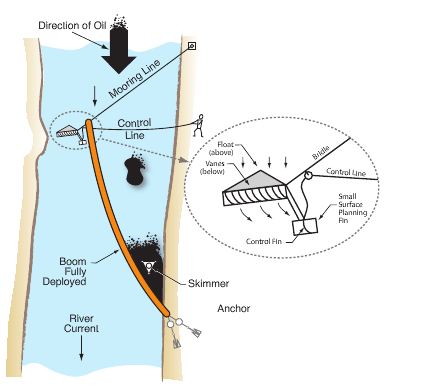 Direction of Oil
Mooring Line
Control
Line
Float
(above)
Vanes
(below)
Bridle
Control Line
Small
Surface
Planning
Fin
Control Fin
Boom
Fully
Deployed
Skimmer
Anchor
River
Current